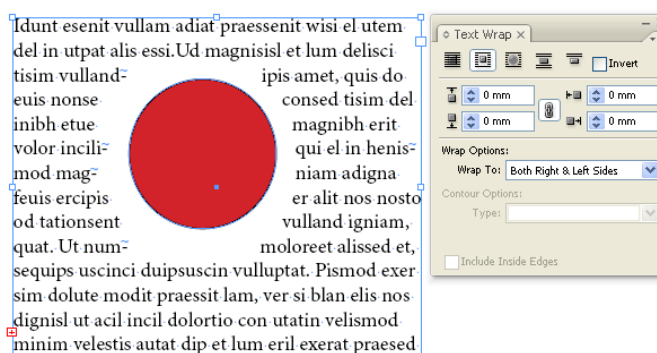 Idunt esenit vullam adiat praessenit wisi el utem
del in utpat alis essi.Ud magnisisl et lum delisci
tisim vulland- ipis amet, quis do
euis nonse consed tisim del
inibh etue magnibh erit
volor incili- qui el in henis-
mod mag- niam adigna
feuis ercipis er alit nos nosto
od tationsent vulland igniam,
quat. Ut num- moloreet alissed et,
sequips uscinci duipsuscin vulluptat. Pismod exer
sim dolute modit praessit lam, ver si blan elis nos
dignisl ut acil incil dolortio con utatin velismod
minim velestis autat dip et lum eril exerat praesed
Text Wrap
Invert
0 mm 0 mm
0 mm 0 mm
Wrap Options:
Wrap To: Both Right & Left Sides
Contour Options:
Type:
Include Inside Edges